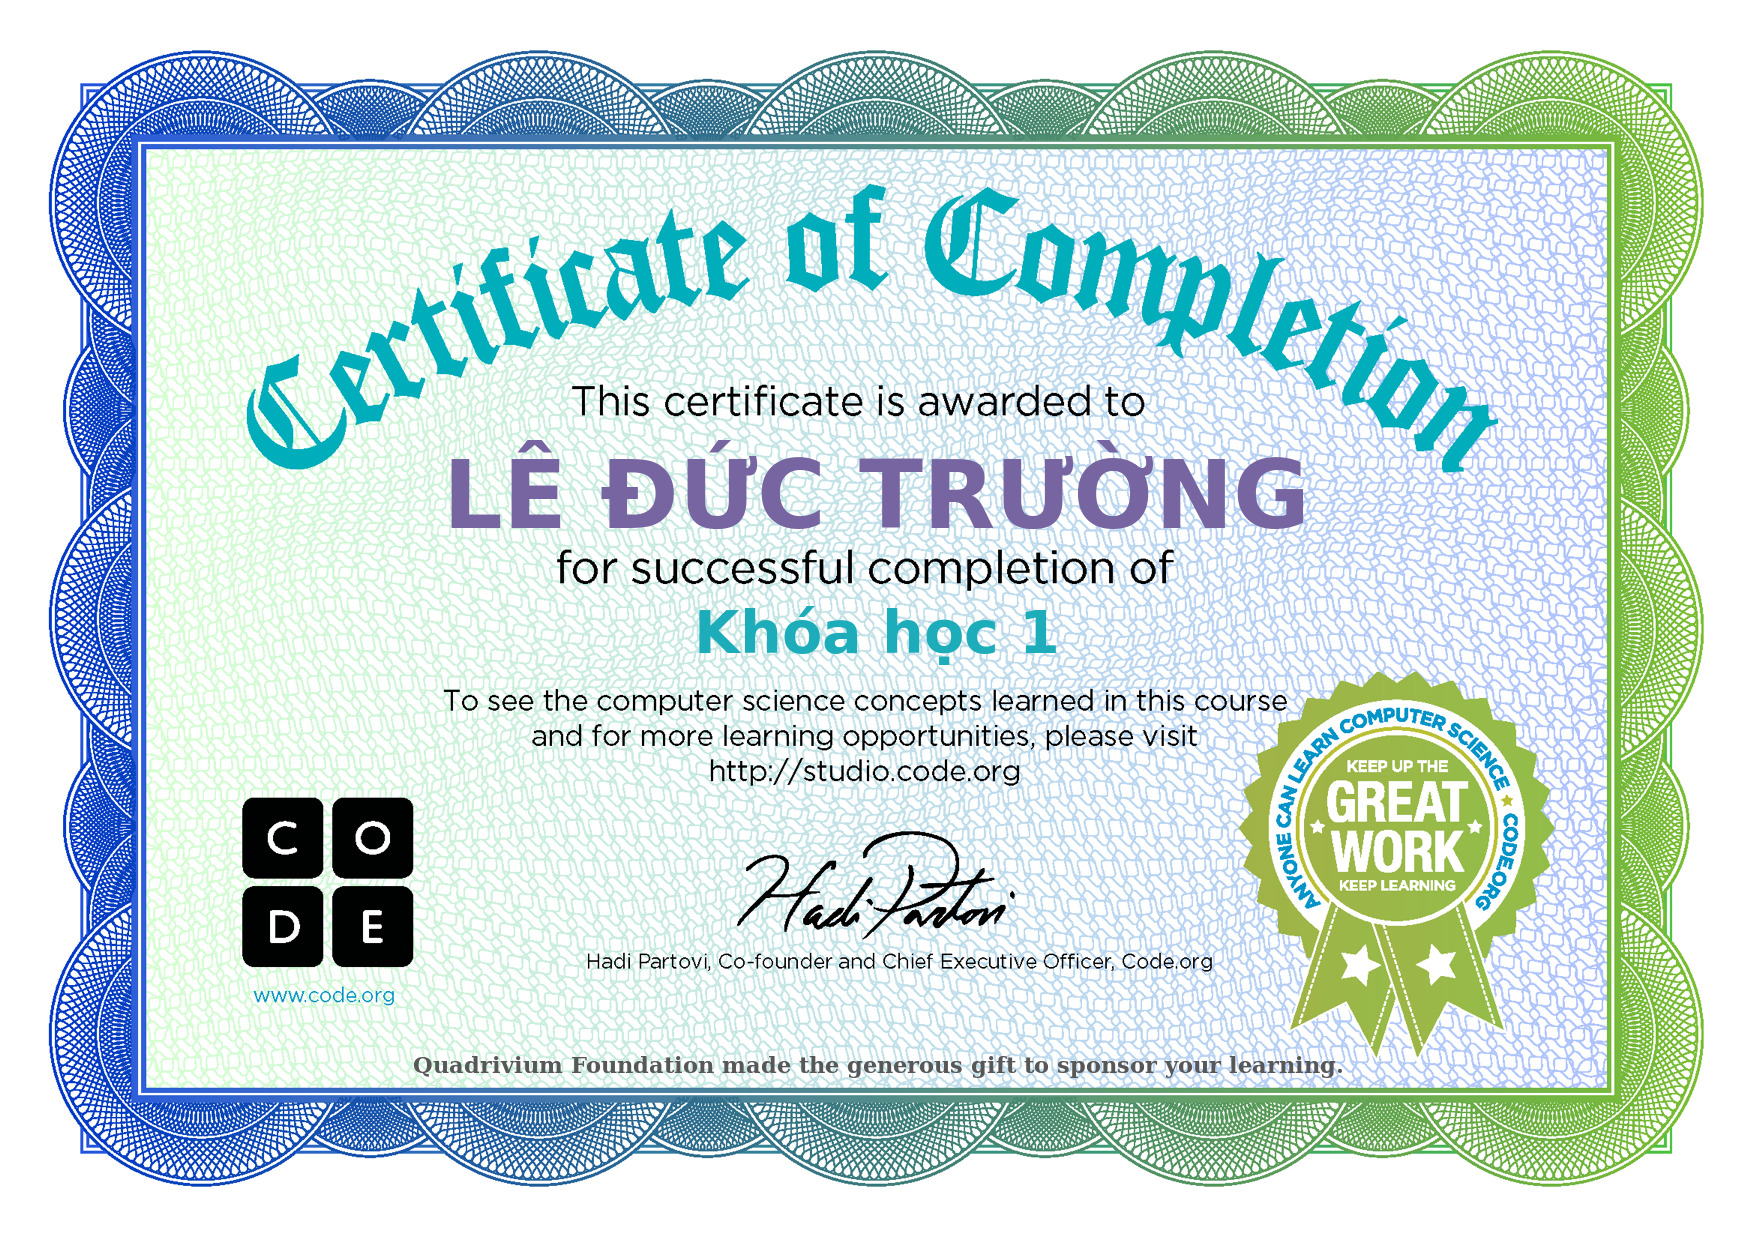 Certificate of Completion
This certificate is awarded to
LÊ ĐỨC TRƯỜNG
for successful completion of
Khóa học 1
To see the computer science concepts learned in this course
and for more learning opportunities, please visit
http://studio.code.org
ANYONE CAN LEARN COMPUTER SCIENCE ★ CODE.ORG
KEEP UP THE
GREAT
WORK
KEEP LEARNING
C O
D E
www.code.org
Hadi Partovi
Hadi Partovi, Co-founder and Chief Executive Officer, Code.org
Quadrivium Foundation made the generous gift to sponsor your learning.